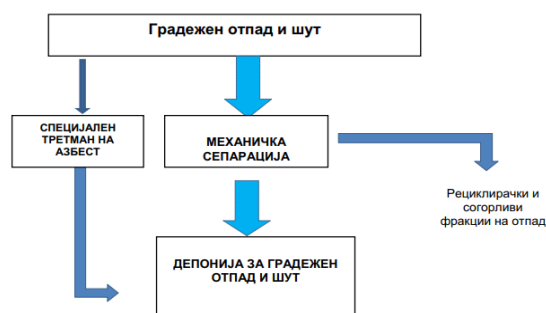 Градежен отпад и шут
СПЕЦИЈАЛЕН
ТРЕТМАН НА
АЗБЕСТ
МЕХАНИЧКА
СЕПАРАЦИЈА
Рециклирачки и
согорливи
фракции на отпад
ДЕПОНИЈА ЗА ГРАДЕЖЕН
ОТПАД И ШУТ